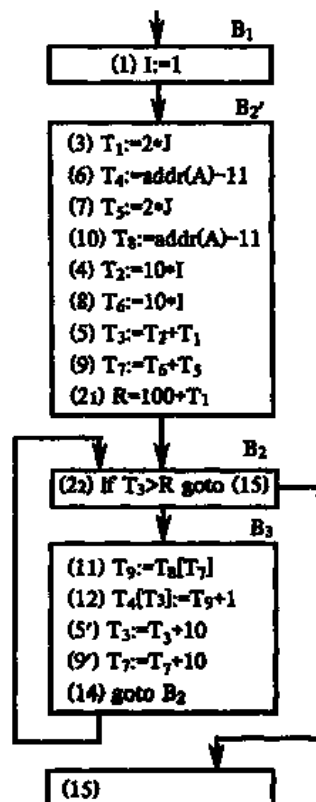 B₁
(1) I:=1
B₂′
(3) T₁:=2*J
(6) T₄:=addr(A)-11
(7) T₅:=2*J
(10) T₈:=addr(A)-11
(4) T₂:=10*I
(8) T₆:=10*I
(5) T₃:=T₂+T₁
(9) T₇:=T₆+T₅
(21) R=100+T₁
B₂
(22) if T₃>R goto (15)
B₃
(11) T₉:=T₈[T₇]
(12) T₄[T₃]:=T₉+1
(5′) T₃:=T₃+10
(9′) T₇:=T₇+10
(14) goto B₂
(15)